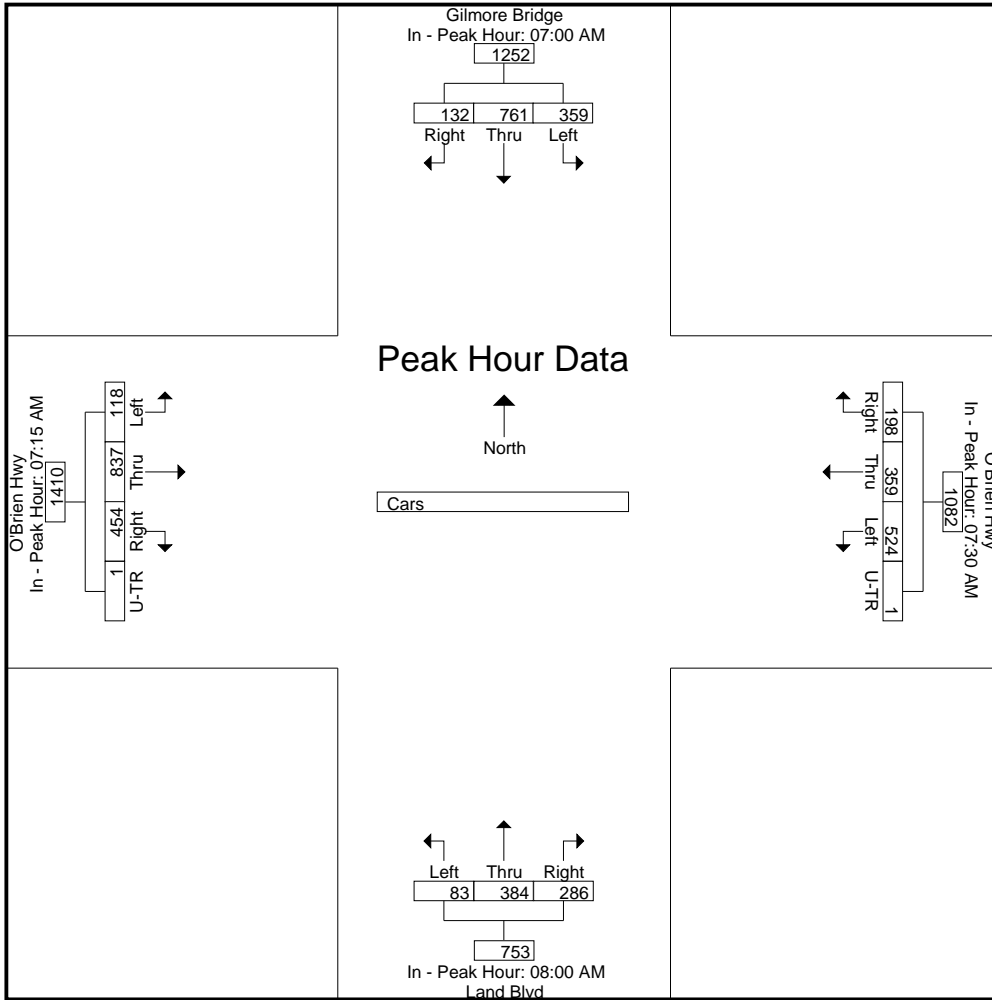 Gilmore Bridge
In - Peak Hour: 07:00 AM
1252
132 761 359
Right Thru Left
Peak Hour Data
North
Cars
O'Brien Hwy
In - Peak Hour: 07:15 AM
1410
118 837 454 1
Left Thru Right U-TR
O'Brien Hwy
In - Peak Hour: 07:30 AM
1082
198 359 524 1
Right Thru Left U-TR
Left Thru Right
83 384 286
753
In - Peak Hour: 08:00 AM
Land Blvd